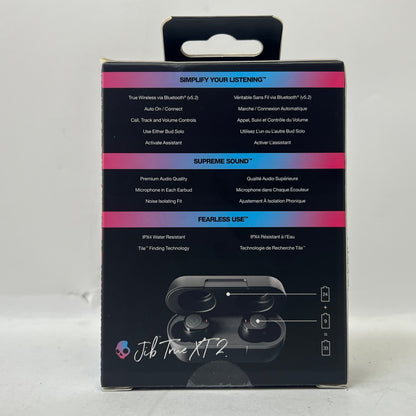 SIMPLIFY YOUR LISTENING™
True Wireless via Bluetooth® (v5.2)
Véritable Sans Fil via Bluetooth® (v5.2)
Auto On / Connect
Marche / Connexion Automatique
Call, Track and Volume Controls
Appel, Suivi et Contrôle du Volume
Use Either Bud Solo
Utilisez L'un ou L'autre Bud Solo
Activate Assistant
Activer L'assistant
SUPREME SOUND™
Premium Audio Quality
Qualité Audio Supérieure
Microphone in Each Earbud
Microphone dans Chaque Écouteur
Noise Isolating Fit
Ajustement À Isolation Phonique
FEARLESS USE™
IPX4 Water Resistant
IPX4 Résistant à l'Eau
Tile™ Finding Technology
Technologie de Recherche Tile™
24
+
9
=
33
Jib True XT 2